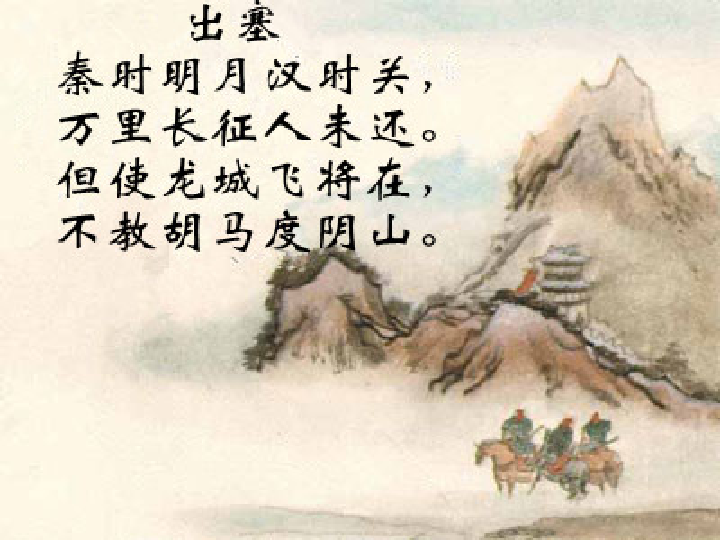 出塞
秦时明月汉时关，
万里长征人未还。
但使龙城飞将在，
不教胡马度阴山。